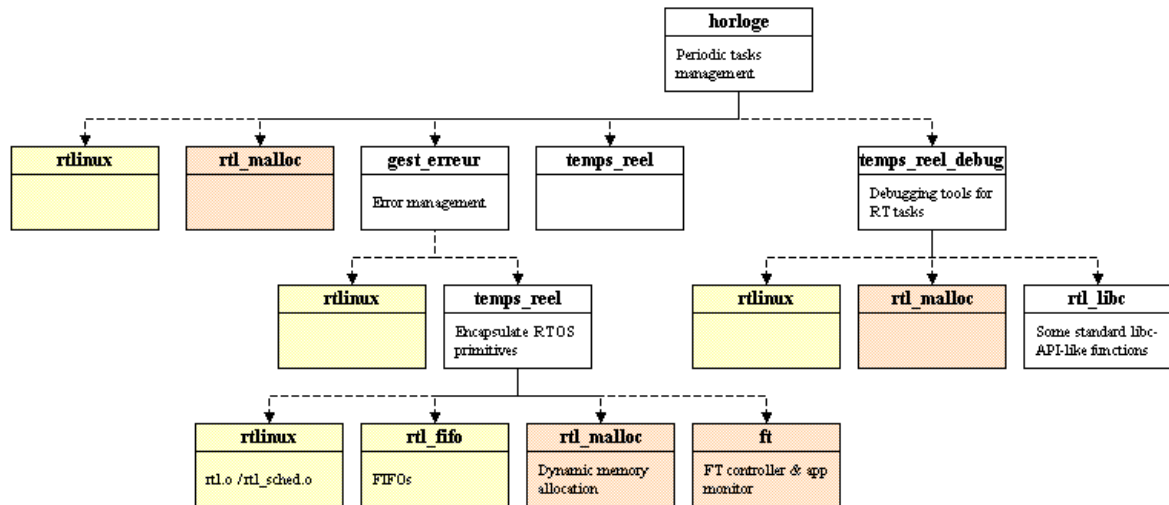 horloge
Periodic tasks
management
rtlinux
rtl_malloc
gest_erreur
Error management
temps_reel
temps_reel_debug
Debugging tools for
RT tasks
rtlinux
temps_reel
Encapsulate RTOS
primitives
rtlinux
rtl_malloc
rtl_libc
Some standard libc-
API-like functions
rtlinux
rtl.o /rtl_sched.o
rtl_fifo
FIFOs
rtl_malloc
Dynamic memory
allocation
ft
FT controller & app
monitor